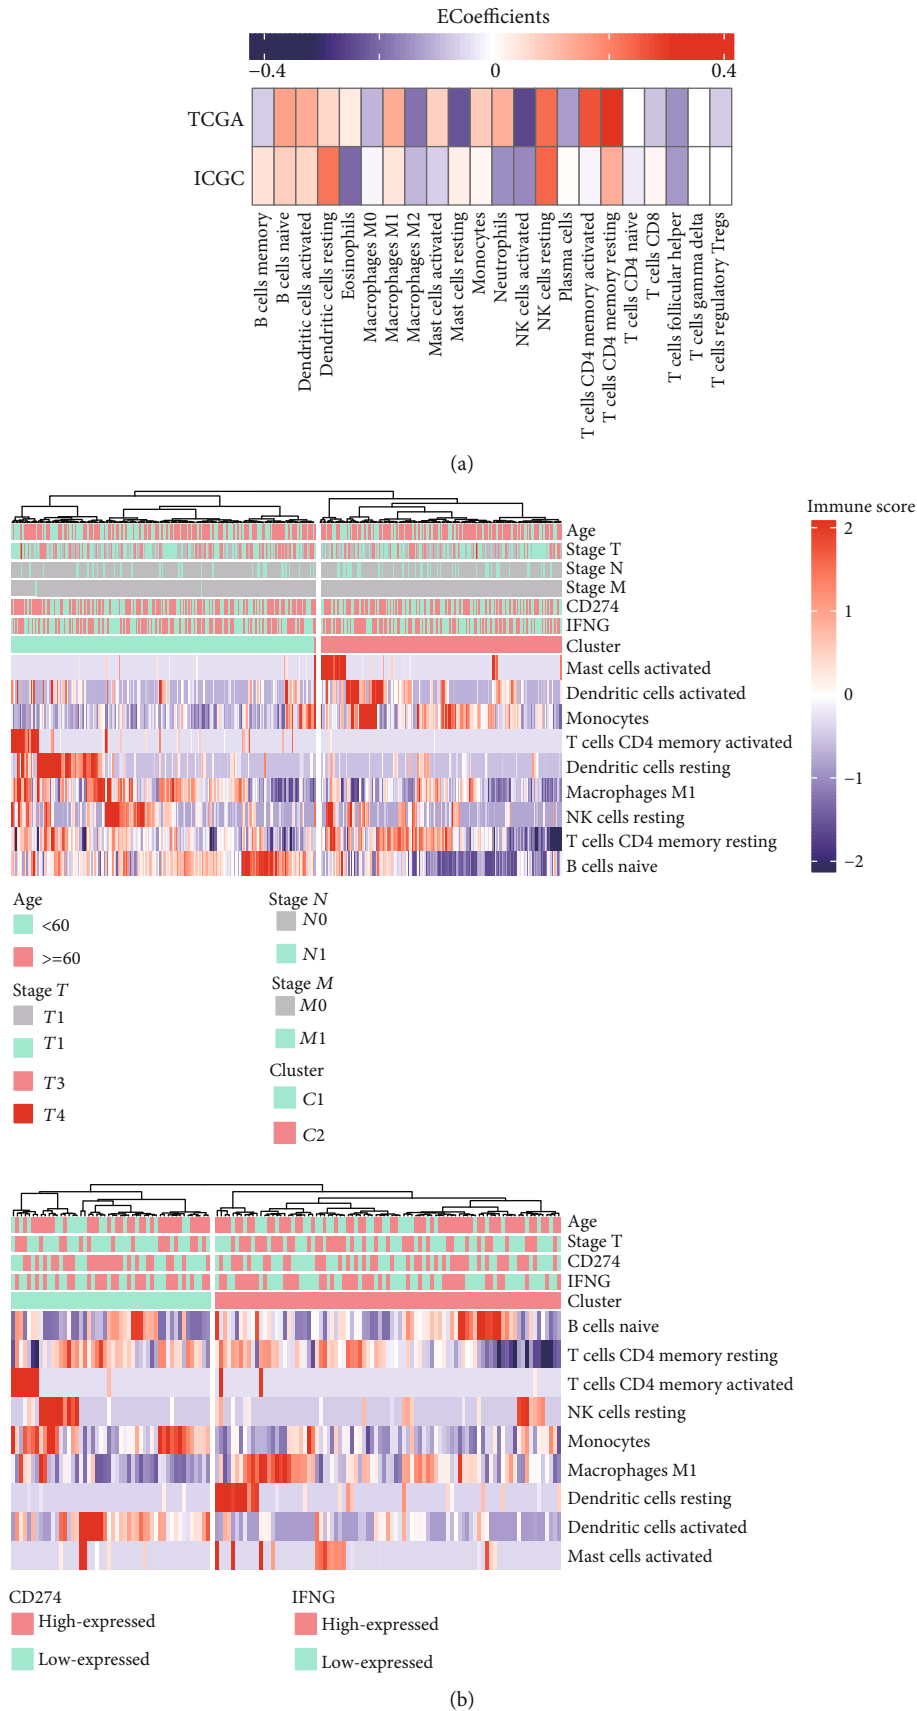 ECoefficients
−0.4 0 0.4
TCGA
ICGC
B cells memory
B cells naive
Dendritic cells activated
Dendritic cells resting
Eosinophils
Macrophages M0
Macrophages M1
Macrophages M2
Mast cells activated
Mast cells resting
Monocytes
Neutrophils
NK cells activated
NK cells resting
Plasma cells
T cells CD4 memory activated
T cells CD4 memory resting
T cells CD4 naive
T cells CD8
T cells follicular helper
T cells gamma delta
T cells regulatory Tregs
(a)
Age
Stage T
Stage N
Stage M
CD274
IFNG
Cluster
Mast cells activated
Dendritic cells activated
Monocytes
T cells CD4 memory activated
Dendritic cells resting
Macrophages M1
NK cells resting
T cells CD4 memory resting
B cells naive
Immune score
2
1
0
−1
−2
Age
<60
>=60
Stage T
T1
T1
T3
T4
Stage N
N0
N1
Stage M
M0
M1
Cluster
C1
C2
Age
Stage T
CD274
IFNG
Cluster
B cells naive
T cells CD4 memory resting
T cells CD4 memory activated
NK cells resting
Monocytes
Macrophages M1
Dendritic cells resting
Dendritic cells activated
Mast cells activated
CD274
High-expressed
Low-expressed
IFNG
High-expressed
Low-expressed
(b)